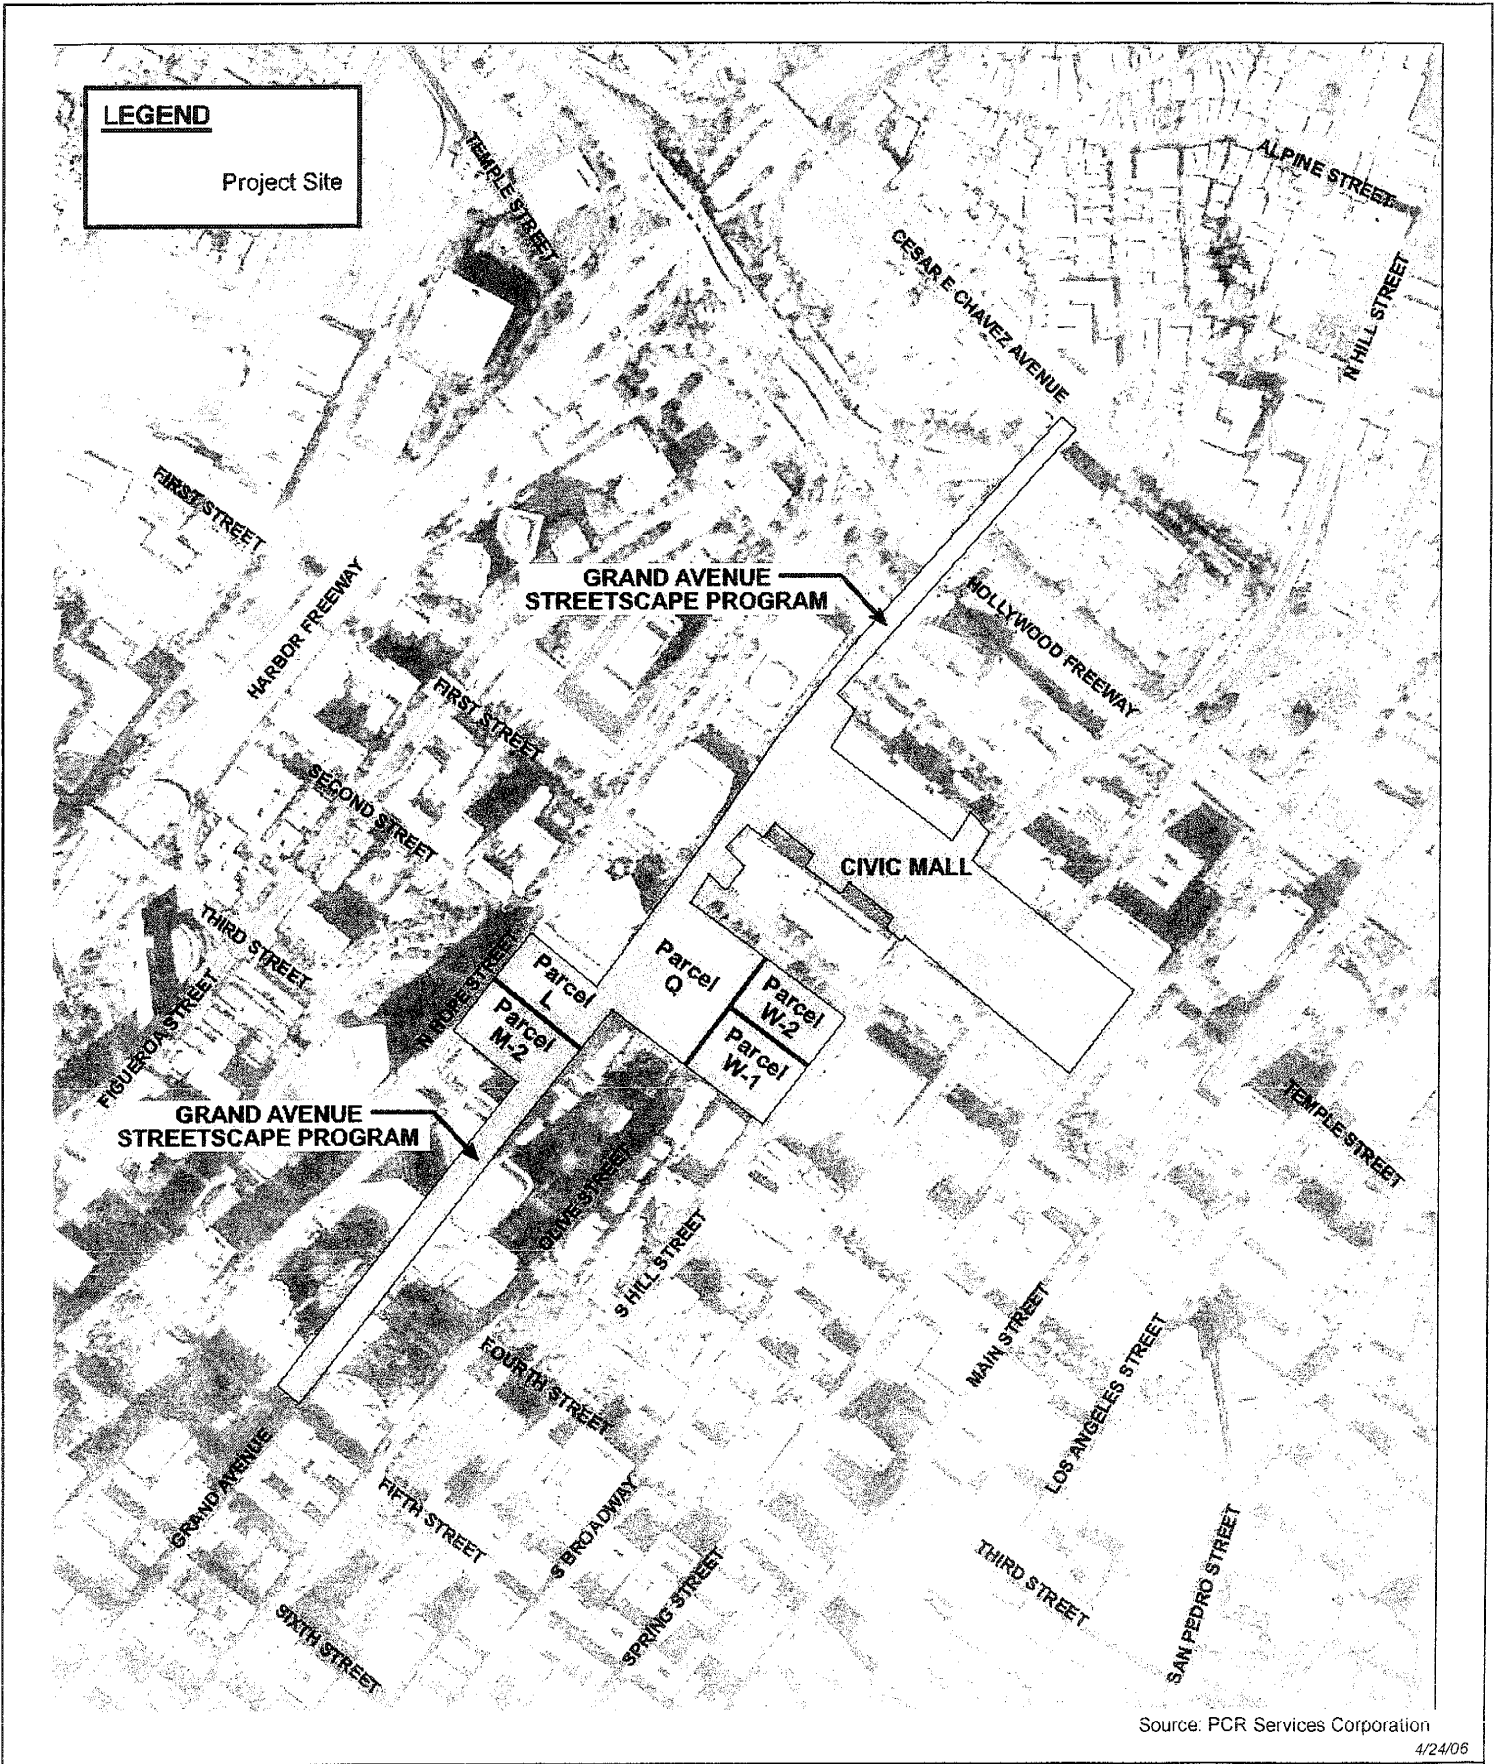 LEGEND
Project Site
TEMPLE STREET
ALPINE STREET
CESAR E CHAVEZ AVENUE
N HILL STREET
FIRST STREET
HARBOR FREEWAY
GRAND AVENUE
STREETSCAPE PROGRAM
HOLLYWOOD FREEWAY
FIRST STREET
SECOND STREET
CIVIC MALL
THIRD STREET
N HOPE STREET
FIGUEROA STREET
Parcel
L
Parcel
M-2
Parcel
Q
Parcel
W-2
Parcel
W-1
GRAND AVENUE
STREETSCAPE PROGRAM
TEMPLE STREET
OLIVE STREET
S HILL STREET
MAIN STREET
LOS ANGELES STREET
FOURTH STREET
GRAND AVENUE
FIFTH STREET
S BROADWAY
SPRING STREET
SIXTH STREET
THIRD STREET
SAN PEDRO STREET
Source: PCR Services Corporation
4/24/06